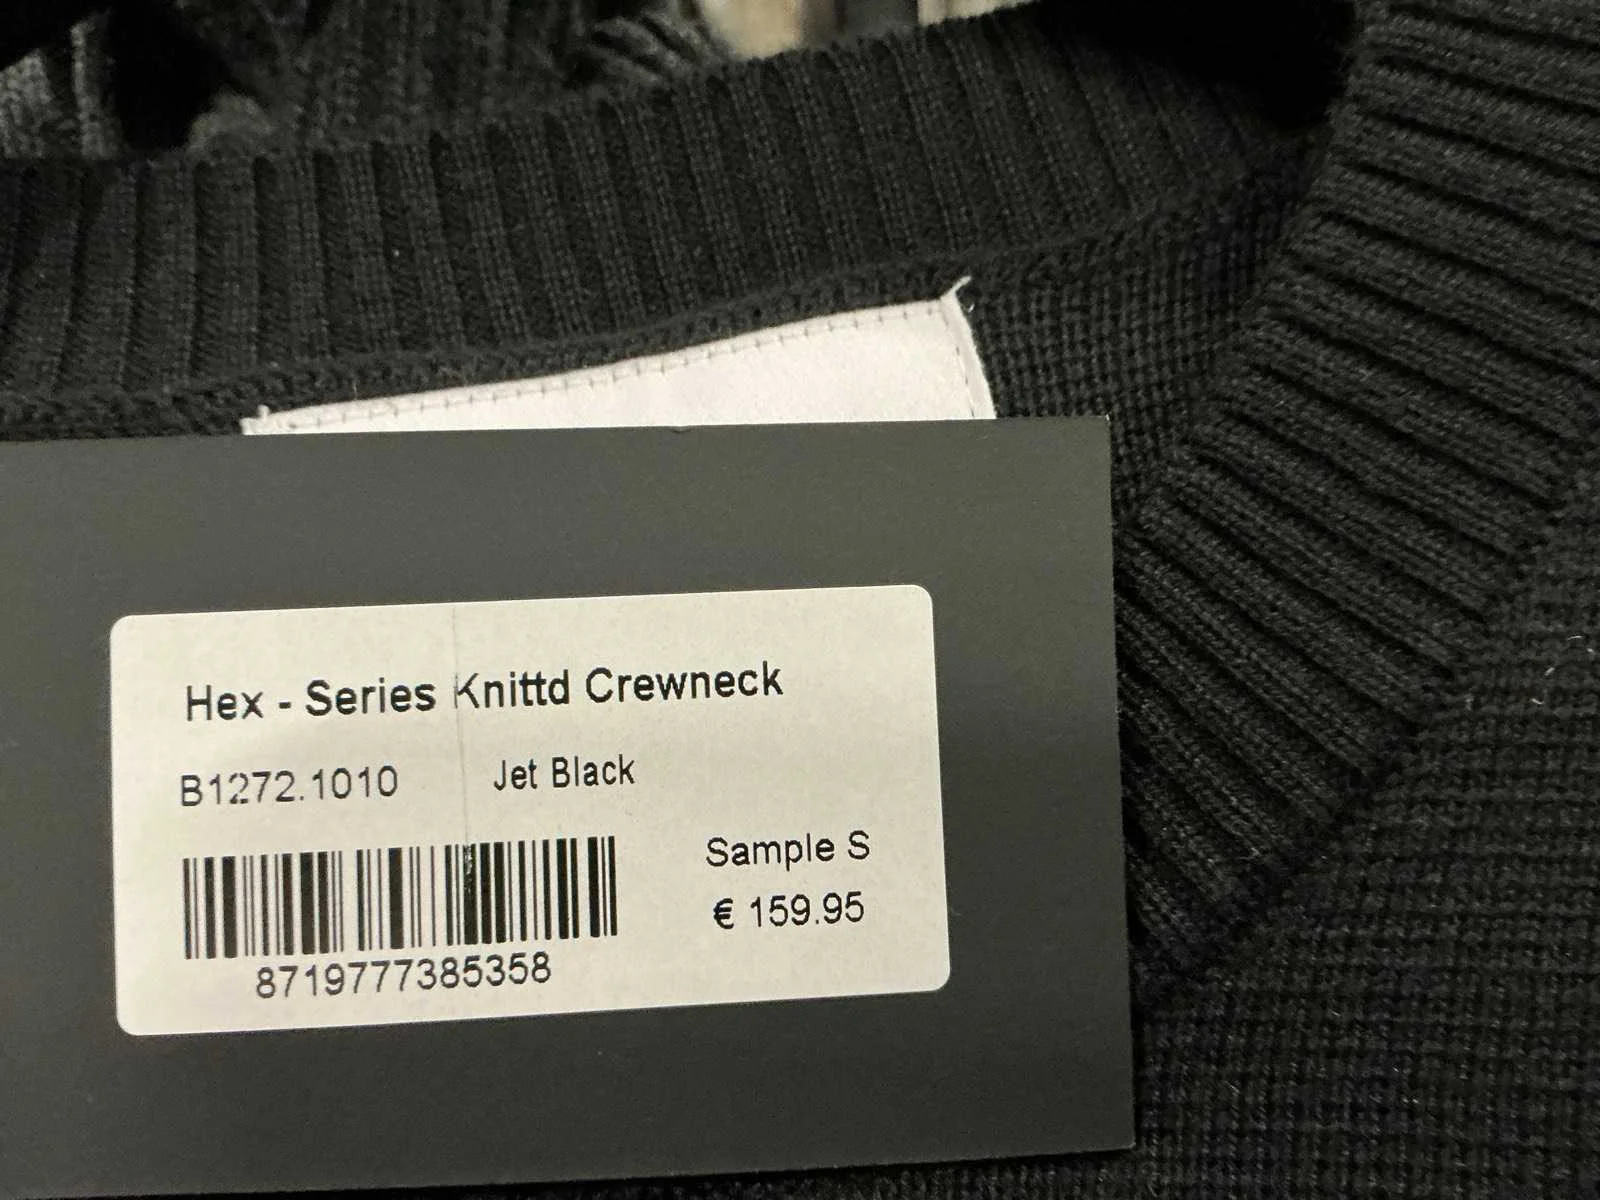 Hex - Series Knittd Crewneck
B1272.1010 Jet Black
Sample S
€ 159.95
8719777385358